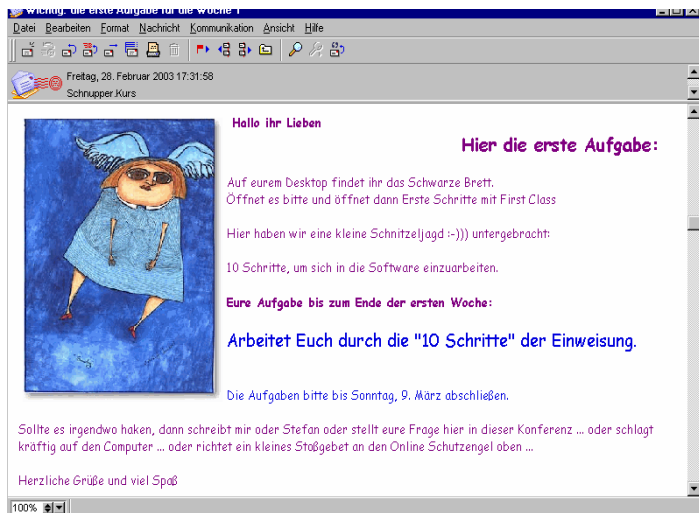 Wichtig: die erste Aufgabe für die Woche 1
Datei Bearbeiten Format Nachricht Kommunikation Ansicht Hilfe
Freitag, 28. Februar 2003 17:31:58
Schnupper.Kurs
Hallo ihr Lieben
Hier die erste Aufgabe:
Auf eurem Desktop findet ihr das Schwarze Brett.
Öffnet es bitte und öffnet dann Erste Schritte mit First Class
Hier haben wir eine kleine Schnitzeljagd :-))) untergebracht:
10 Schritte, um sich in die Software einzuarbeiten.
Eure Aufgabe bis zum Ende der ersten Woche:
Arbeitet Euch durch die "10 Schritte" der Einweisung.
Die Aufgaben bitte bis Sonntag, 9. März abschließen.
Sollte es irgendwo haken, dann schreibt mir oder Stefan oder stellt eure Frage hier in dieser Konferenz ... oder schlagt
kräftig auf den Computer ... oder richtet ein kleines Stoßgebet an den Online Schutzengel oben ...
Herzliche Grüße und viel Spaß
100%